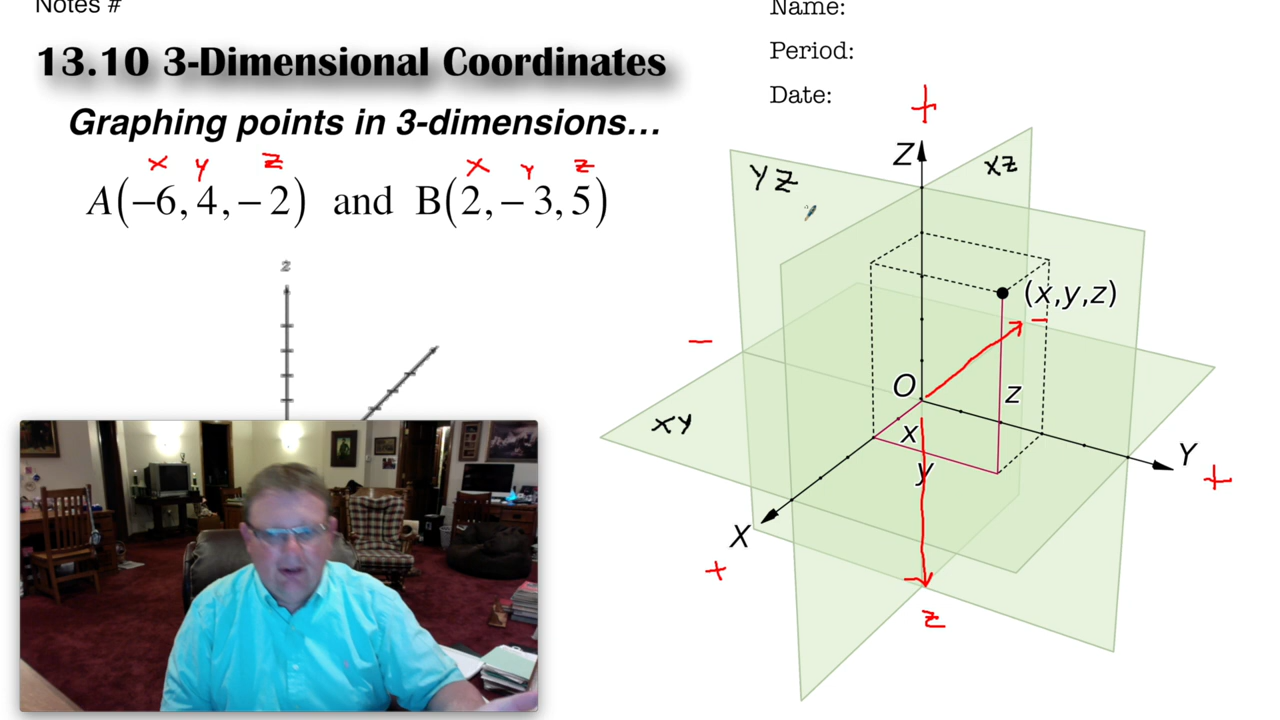 Notes #
Name:
13.10 3-Dimensional Coordinates
Period:
Date:
Graphing points in 3-dimensions...
x y z x y z
A(−6, 4, − 2) and B(2, − 3, 5)
z
+
Z
YZ
XZ
(x,y,z)
−
−
O
z
XY
x
y
Y
+
X
+
z